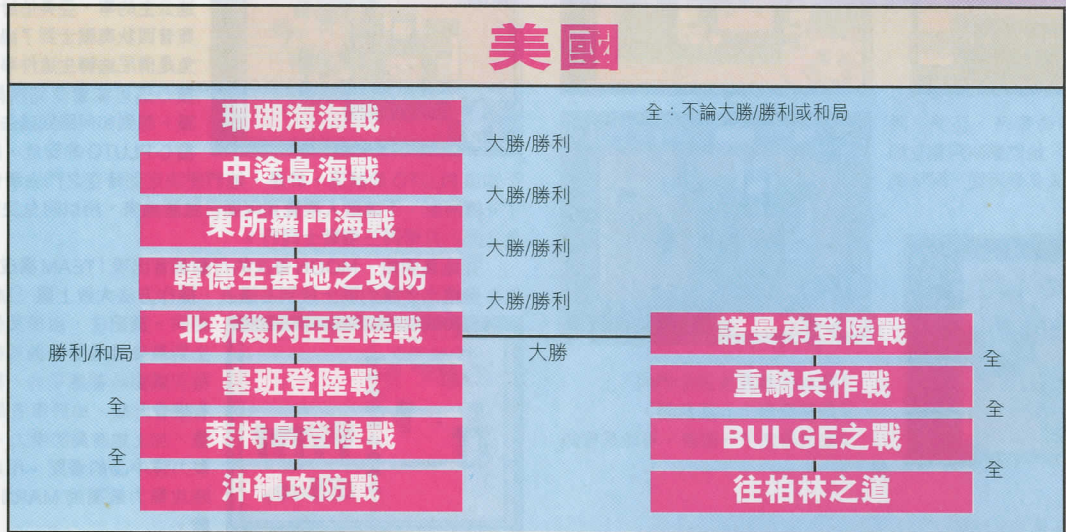 美國
全：不論大勝/勝利或和局
珊瑚海海戰
大勝/勝利
中途島海戰
大勝/勝利
東所羅門海戰
大勝/勝利
韓德生基地之攻防
大勝/勝利
北新幾內亞登陸戰
大勝
諾曼弟登陸戰
勝利/和局
全
塞班登陸戰
重騎兵作戰
全
全
萊特島登陸戰
BULGE之戰
全
全
沖繩攻防戰
往柏林之道